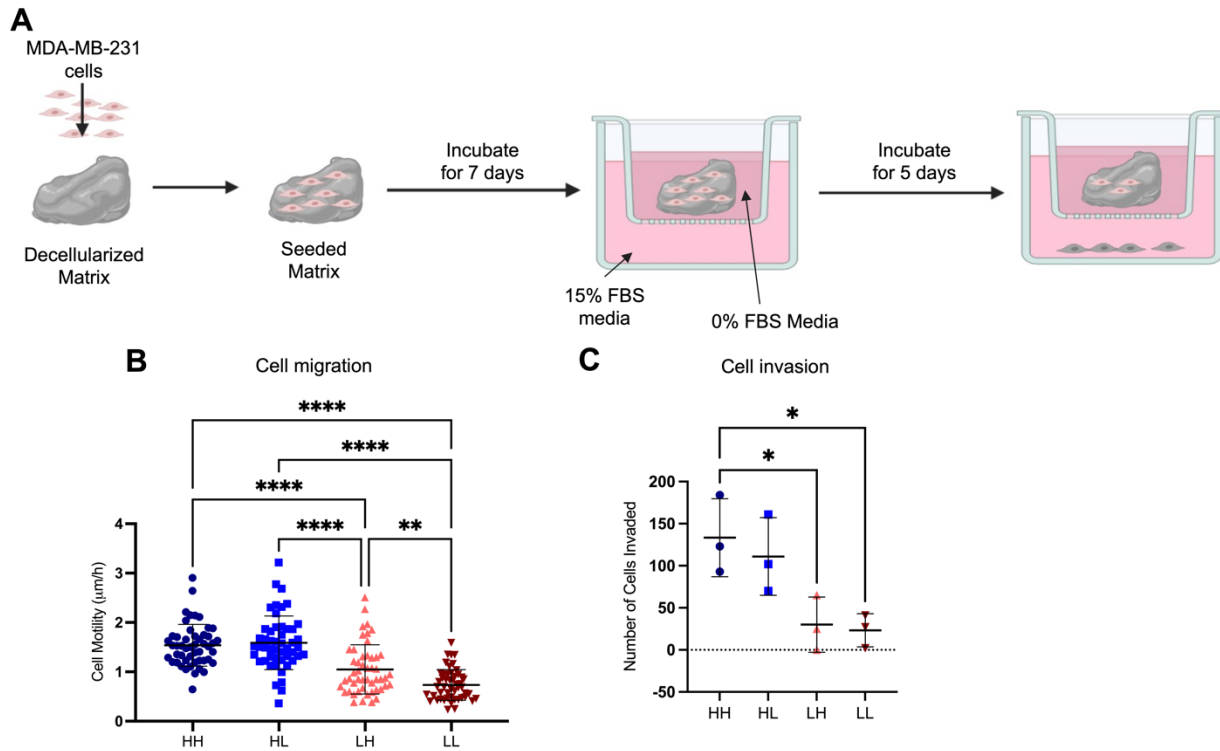 A
MDA-MB-231
cells
Decellularized
Matrix
Seeded
Matrix
Incubate
for 7 days
15% FBS
media
0% FBS Media
Incubate
for 5 days
B
Cell migration
****
****
****
****
**
Cell Motility (μm/h)
4
3
2
1
0
HH
HL
LH
LL
C
Cell invasion
*
*
Number of Cells Invaded
200
150
100
50
0
-50
HH
HL
LH
LL